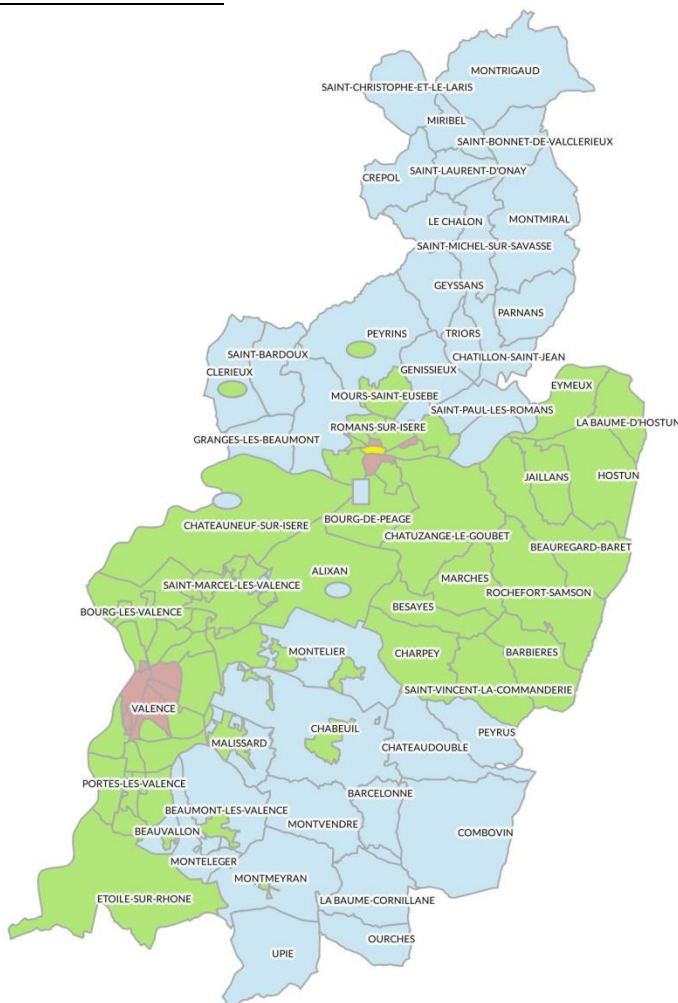 MONTRIGAUD
SAINT-CHRISTOPHE-ET-LE-LARIS
MIRIBEL
SAINT-BONNET-DE-VALCLERIEUX
SAINT-LAURENT-D'ONAY
CREPOL
LE CHALON
MONTMIRAL
SAINT-MICHEL-SUR-SAVASSE
GEYSSANS
PARNANS
PEYRINS
TRIORS
SAINT-BARDOUX
CHATILLON-SAINT-JEAN
CLERIEUX
GENISSIEUX
EYMEUX
MOURS-SAINT-EUSEBE
SAINT-PAUL-LES-ROMANS
LA BAUME-D'HOSTUN
ROMANS-SUR-ISERE
GRANGES-LES-BEAUMONT
JAILLANS
HOSTUN
CHATEAUNEUF-SUR-ISERE
BOURG-DE-PEAGE
CHATUZANGE-LE-GOUBET
BEAUREGARD-BARET
ALIXAN
MARCHES
SAINT-MARCEL-LES-VALENCE
ROCHEFORT-SAMSON
BOURG-LES-VALENCE
BESAYES
MONTELIER
CHARPEY
BARBIERES
SAINT-VINCENT-LA-COMMANDERIE
VALENCE
CHABEUIL
PEYRUS
MALISSARD
CHATEAUDOUBLE
PORTES-LES-VALENCE
BARCELONNE
BEAUMONT-LES-VALENCE
MONTVENDRE
BEAUVALLON
COMBOVIN
MONTELEGER
MONTMEYRAN
ETOILE-SUR-RHONE
LA BAUME-CORNILLANE
OURCHES
UPIE